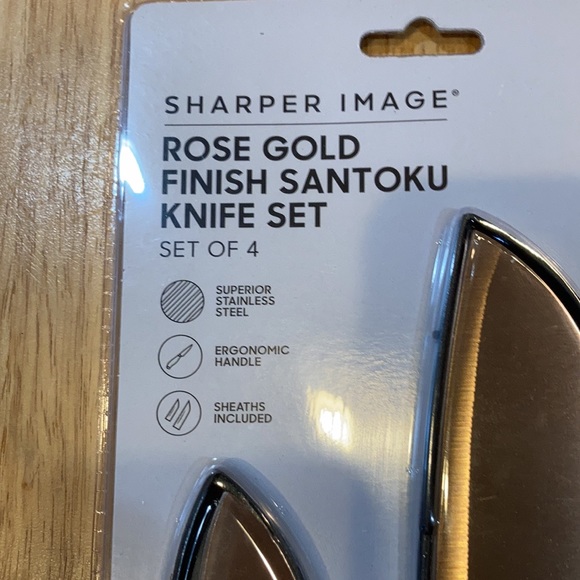 SHARPER IMAGE®
ROSE GOLD
FINISH SANTOKU
KNIFE SET
SET OF 4
SUPERIOR
STAINLESS
STEEL
ERGONOMIC
HANDLE
SHEATHS
INCLUDED